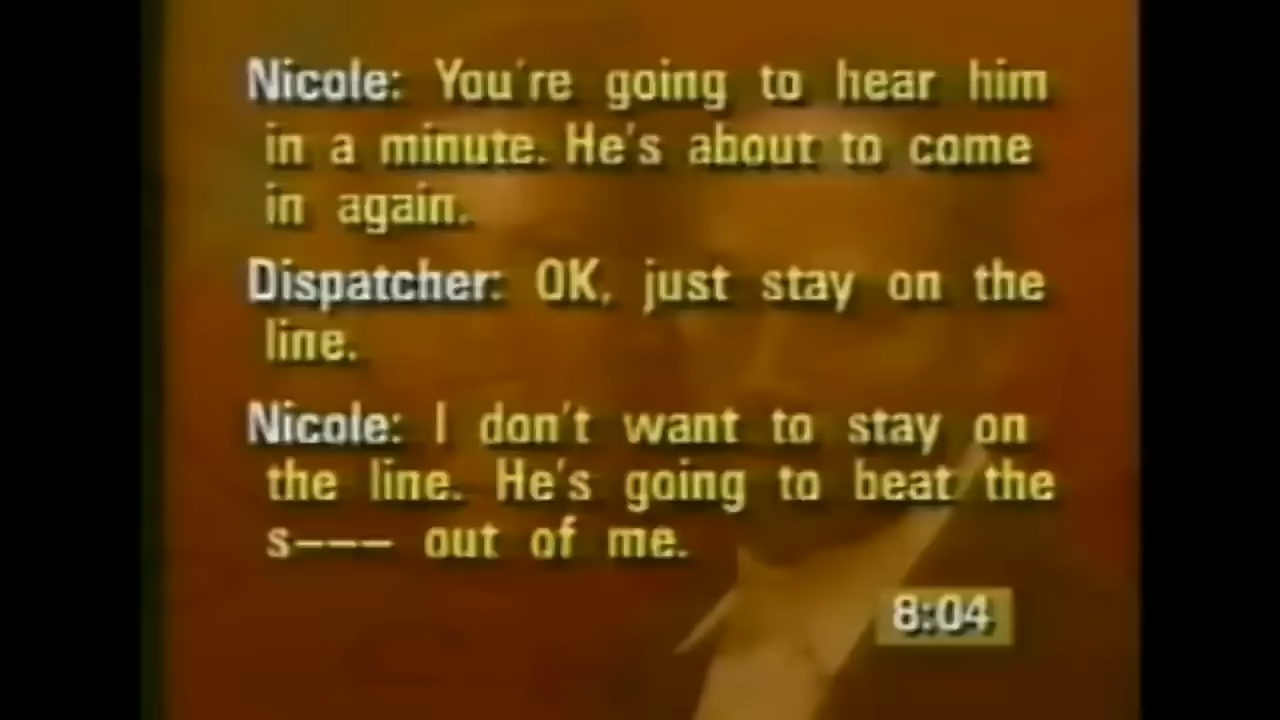 Nicole: You're going to hear him
in a minute. He's about to come
in again.
Dispatcher: OK, just stay on the
line.
Nicole: I don't want to stay on
the line. He's going to beat the
s--- out of me.
8:04